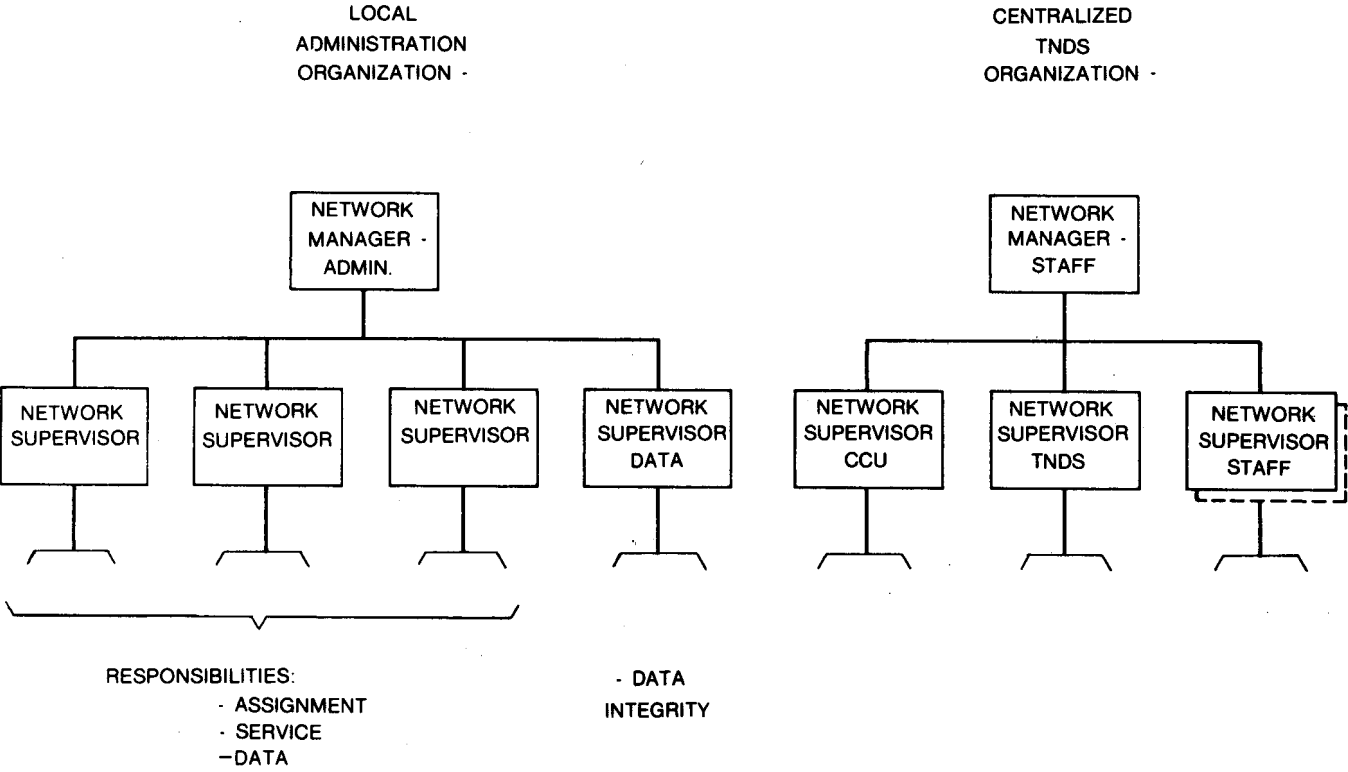 LOCAL
ADMINISTRATION
ORGANIZATION -
CENTRALIZED
TNDS
ORGANIZATION -
NETWORK
MANAGER -
ADMIN.
NETWORK
MANAGER -
STAFF
NETWORK
SUPERVISOR
NETWORK
SUPERVISOR
NETWORK
SUPERVISOR
NETWORK
SUPERVISOR
DATA
NETWORK
SUPERVISOR
CCU
NETWORK
SUPERVISOR
TNDS
NETWORK
SUPERVISOR
STAFF
RESPONSIBILITIES:
- ASSIGNMENT
- SERVICE
-DATA
- DATA
INTEGRITY